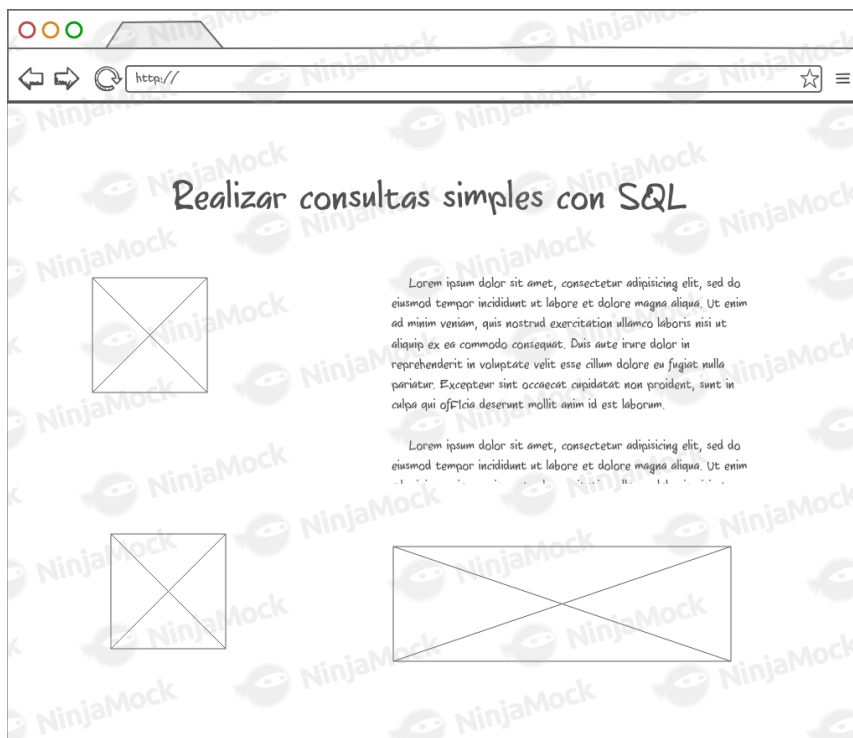 http://
Realizar consultas simples con SQL
Lorem ipsum dolor sit amet, consectetur adipisicing elit, sed do
eiusmod tempor incididunt ut labore et dolore magna aliqua. Ut enim
ad minim veniam, quis nostrud exercitation ullamco laboris nisi ut
aliquip ex ea commodo consequat. Duis aute irure dolor in
reprehenderit in voluptate velit esse cillum dolore eu fugiat nulla
pariatur. Excepteur sint occaecat cupidatat non proident, sunt in
culpa qui officia deserunt mollit anim id est laborum.
Lorem ipsum dolor sit amet, consectetur adipisicing elit, sed do
eiusmod tempor incididunt ut labore et dolore magna aliqua. Ut enim
NinjaMock